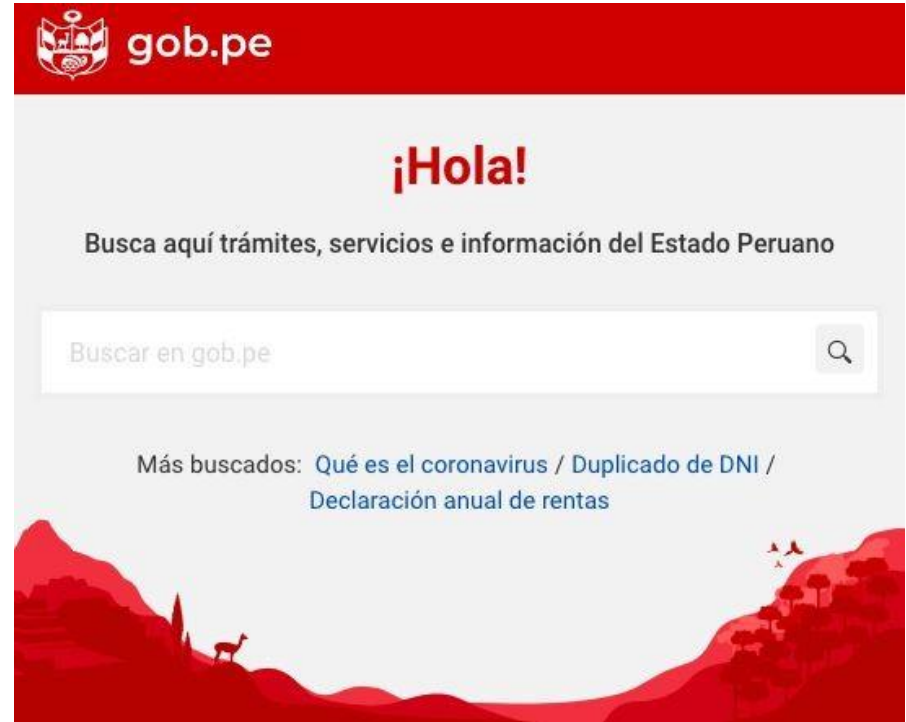 gob.pe
¡Hola!
Busca aquí trámites, servicios e información del Estado Peruano
Buscar en gob.pe
Más buscados: Qué es el coronavirus / Duplicado de DNI /
Declaración anual de rentas